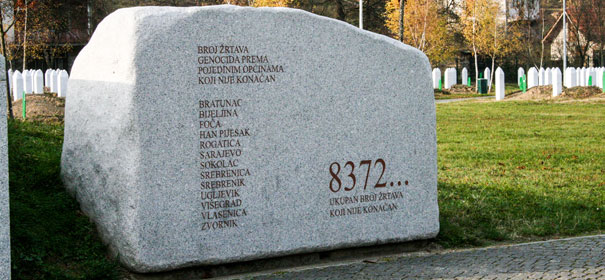 BROJ ŽRTAVA
GENOCIDA PREMA
POJEDINIM OPĆINAMA
KOJI NIJE KONAČAN
BRATUNAC
BIJELJINA
FOČA
HAN PIJESAK
ROGATICA
SARAJEVO
SOKOLAC
SREBRENICA
SREBRENIK
UGLJEVIK
VIŠEGRAD
VLASENICA
ZVORNIK
8372...
UKUPAN BROJ ŽRTAVA
KOJI NIJE KONAČAN